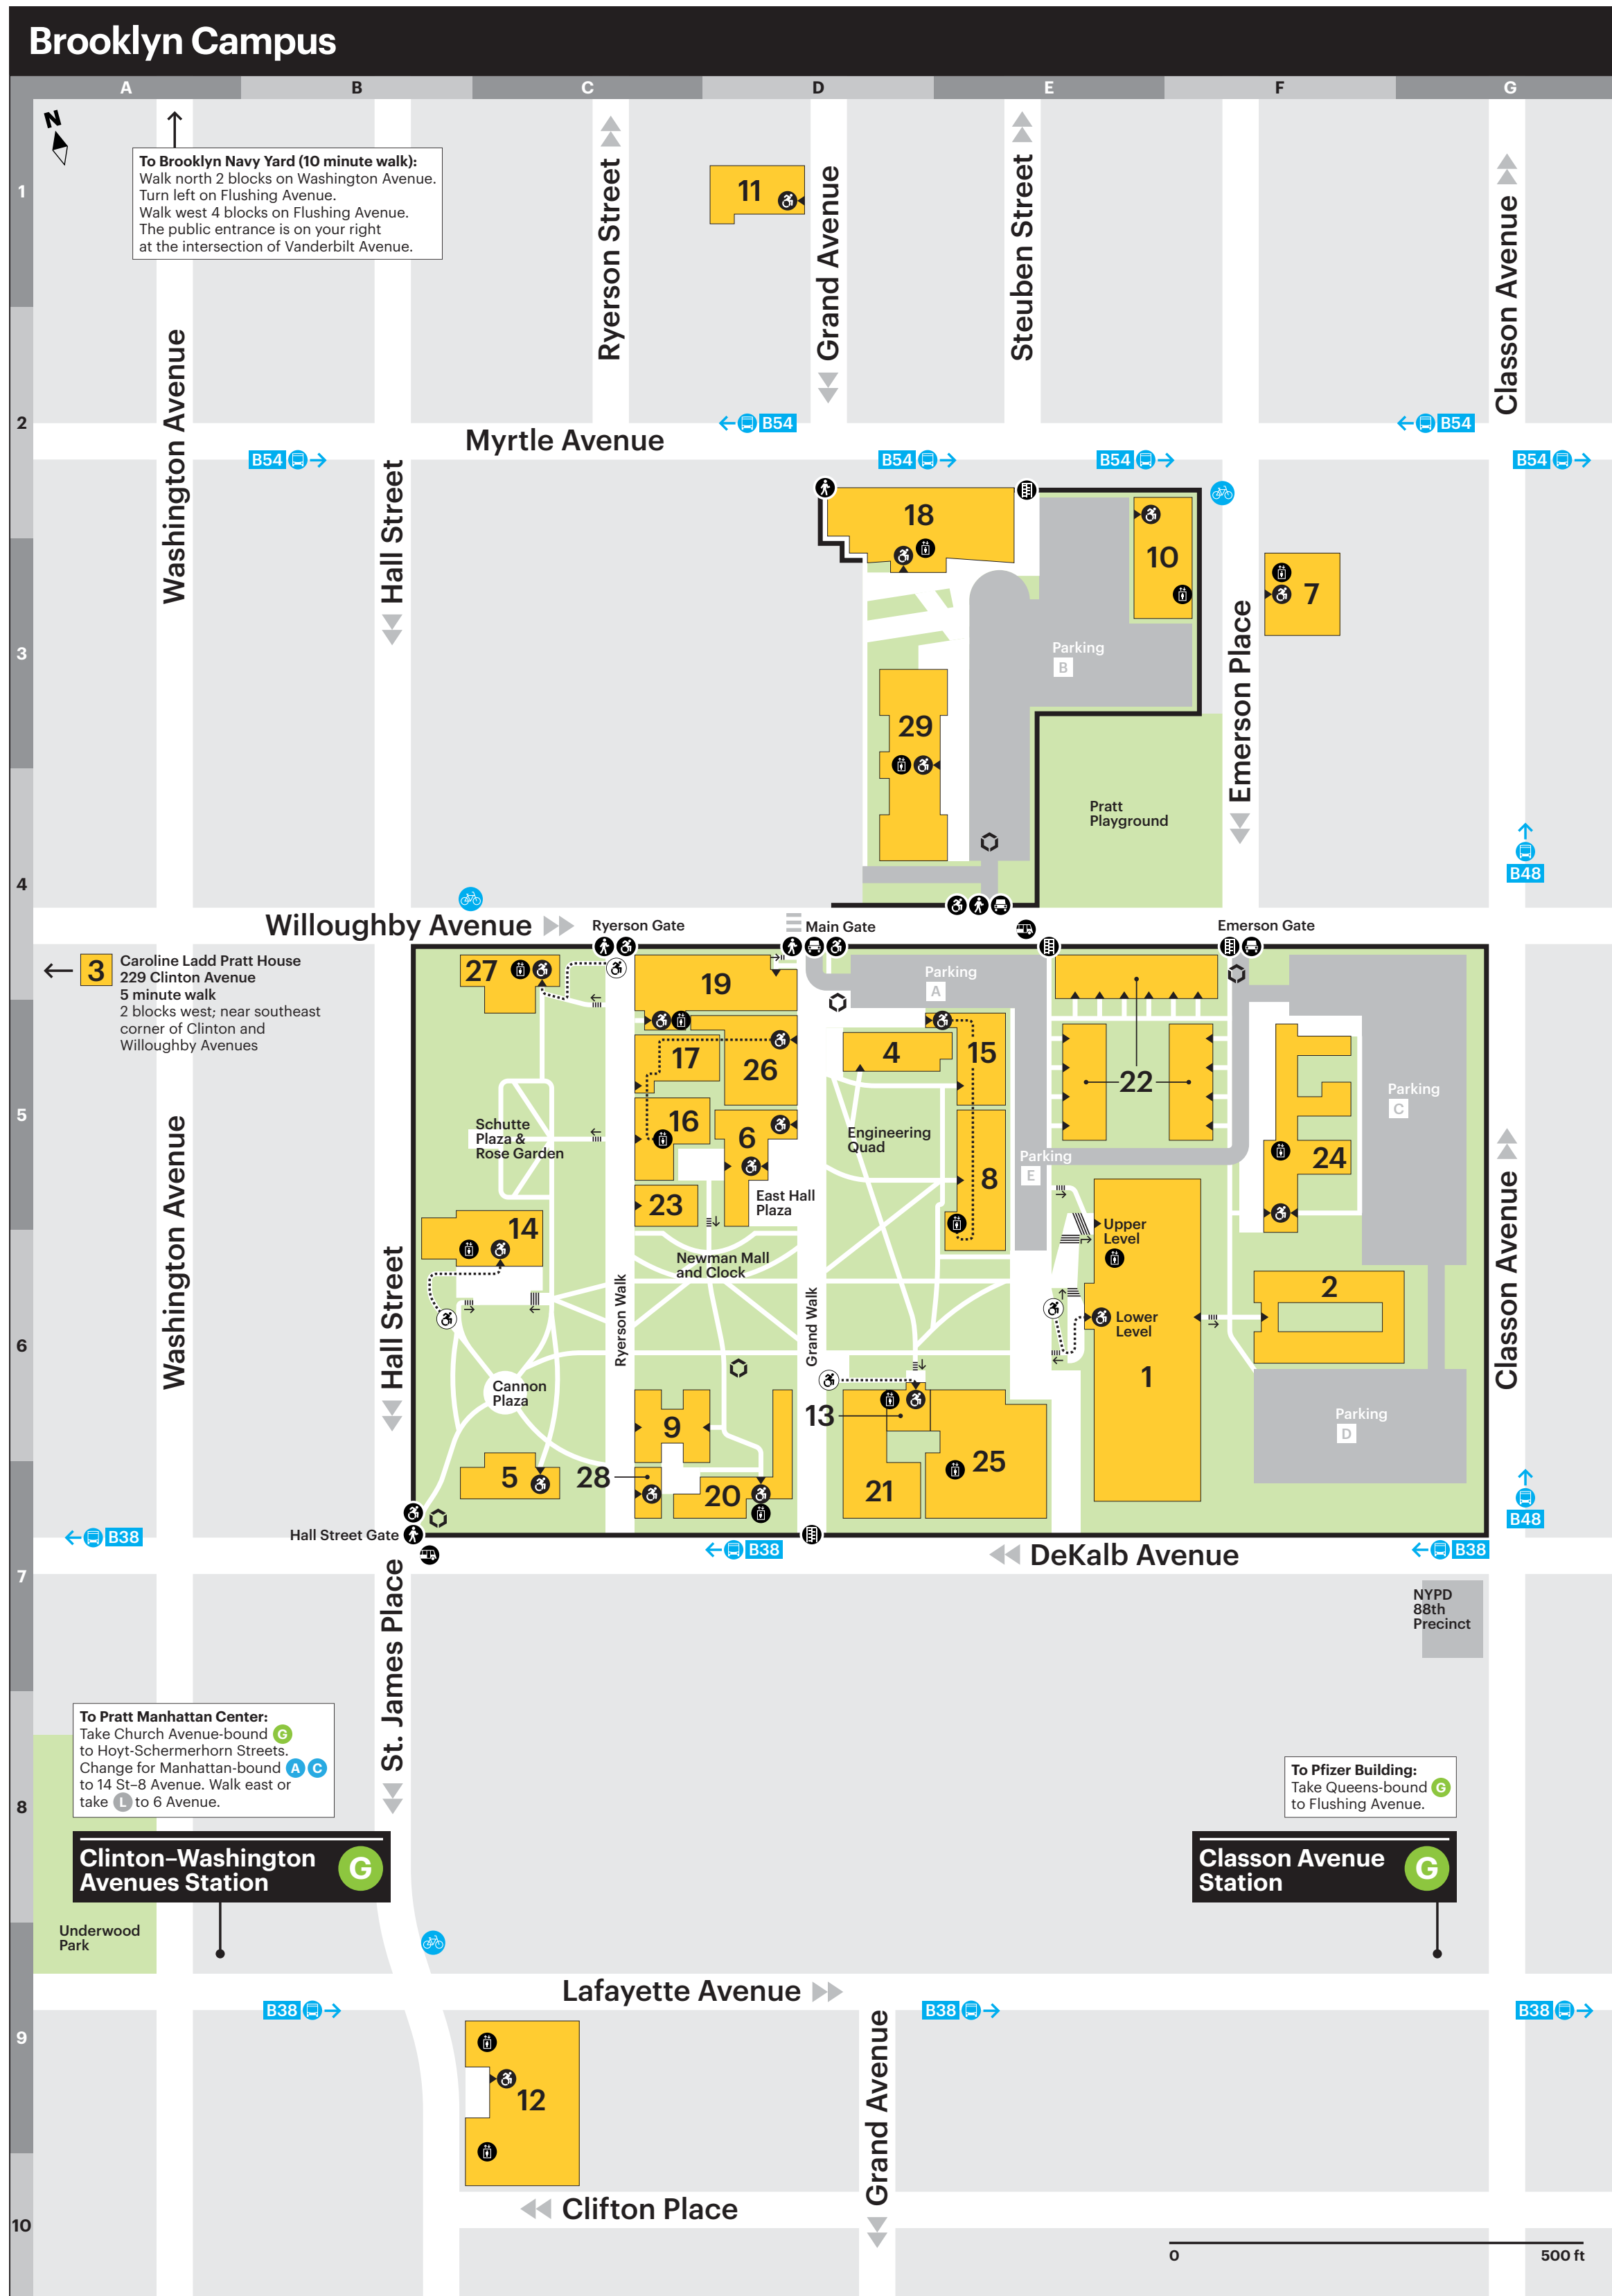 Brooklyn Campus
A B C D E F G
N
To Brooklyn Navy Yard (10 minute walk):
Walk north 2 blocks on Washington Avenue.
Turn left on Flushing Avenue.
Walk west 4 blocks on Flushing Avenue.
The public entrance is on your right
at the intersection of Vanderbilt Avenue.
1
11
Ryerson Street
Grand Avenue
Steuben Street
Classon Avenue
Washington Avenue
2
B54
B54
Myrtle Avenue
B54
B54
B54
B54
Hall Street
18
10
7
3
Parking
B
29
Emerson Place
Pratt
Playground
B48
4
Willoughby Avenue
Ryerson Gate
Main Gate
Emerson Gate
3
Caroline Ladd Pratt House
229 Clinton Avenue
5 minute walk
2 blocks west; near southeast
corner of Clinton and
Willoughby Avenues
27
19
Parking
A
17
26
4
15
22
Parking
C
5
Washington Avenue
Schutte
Plaza &
Rose Garden
16
6
Engineering
Quad
Parking
E
24
8
23
East Hall
Plaza
14
Upper
Level
Newman Mall
and Clock
Hall Street
Ryerson Walk
Grand Walk
Classon Avenue
2
Lower
Level
6
1
Cannon
Plaza
13
9
Parking
D
5
28
20
21
25
B48
Hall Street Gate
B38
B38
DeKalb Avenue
B38
7
NYPD
88th
Precinct
St. James Place
To Pratt Manhattan Center:
Take Church Avenue-bound G
to Hoyt-Schermerhorn Streets.
Change for Manhattan-bound A C
to 14 St–8 Avenue. Walk east or
take L to 6 Avenue.
To Pfizer Building:
Take Queens-bound G
to Flushing Avenue.
8
Clinton–Washington
Avenues Station
G
Classon Avenue
Station
G
Underwood
Park
Lafayette Avenue
B38
B38
B38
9
12
Grand Avenue
Clifton Place
10
0 500 ft